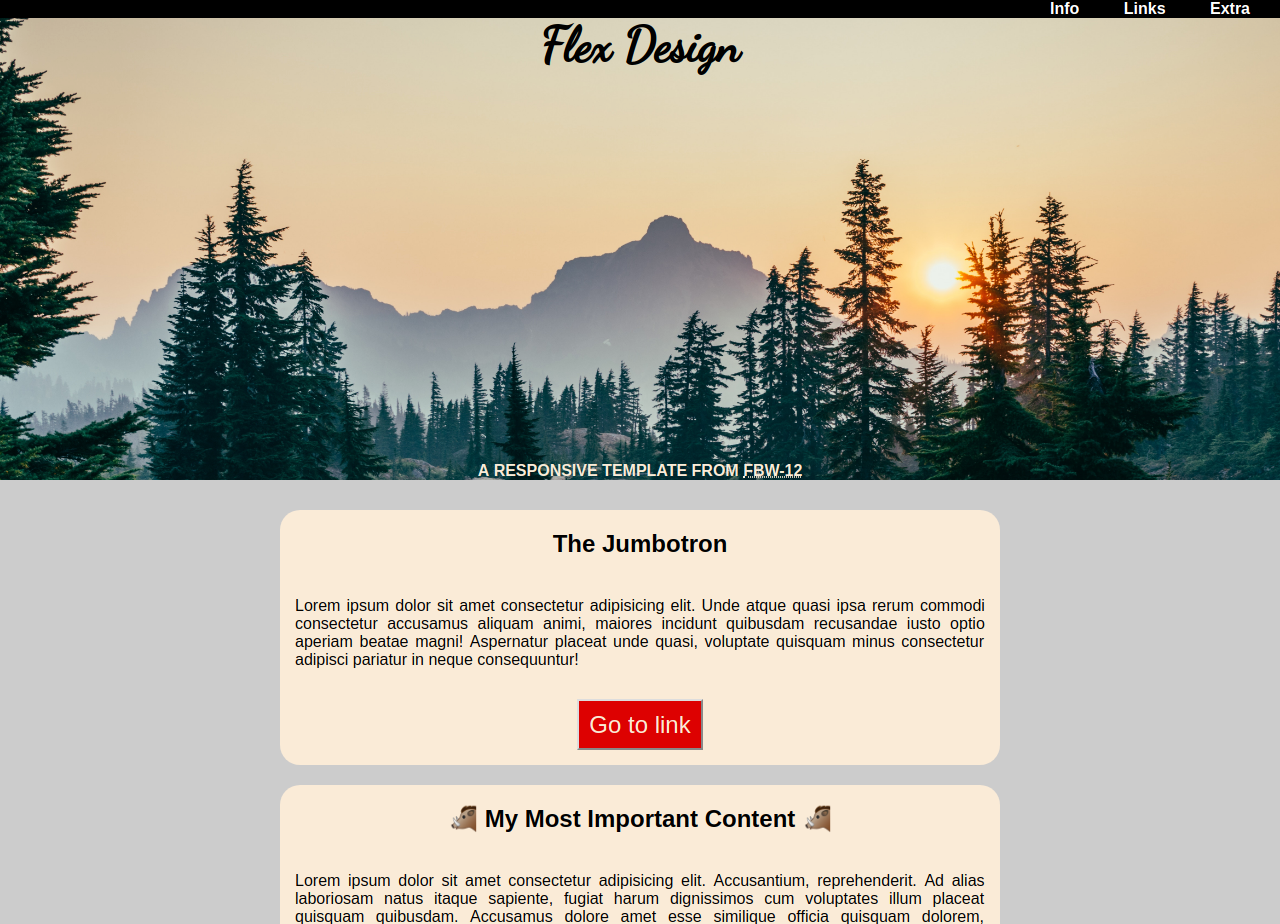 Info Links Extra
Flex Design
A RESPONSIVE TEMPLATE FROM FBW-12
The Jumbotron
Lorem ipsum dolor sit amet consectetur adipisicing elit. Unde atque quasi ipsa rerum commodi
consectetur accusamus aliquam animi, maiores incidunt quibusdam recusandae iusto optio
aperiam beatae magni! Aspernatur placeat unde quasi, voluptate quisquam minus consectetur
adipisci pariatur in neque consequuntur!
Go to link
My Most Important Content
Lorem ipsum dolor sit amet consectetur adipisicing elit. Accusantium, reprehenderit. Ad alias
laboriosam natus itaque sapiente, fugiat harum dignissimos cum voluptates illum placeat
quisquam quibusdam. Accusamus dolore amet esse similique officia quisquam dolorem,